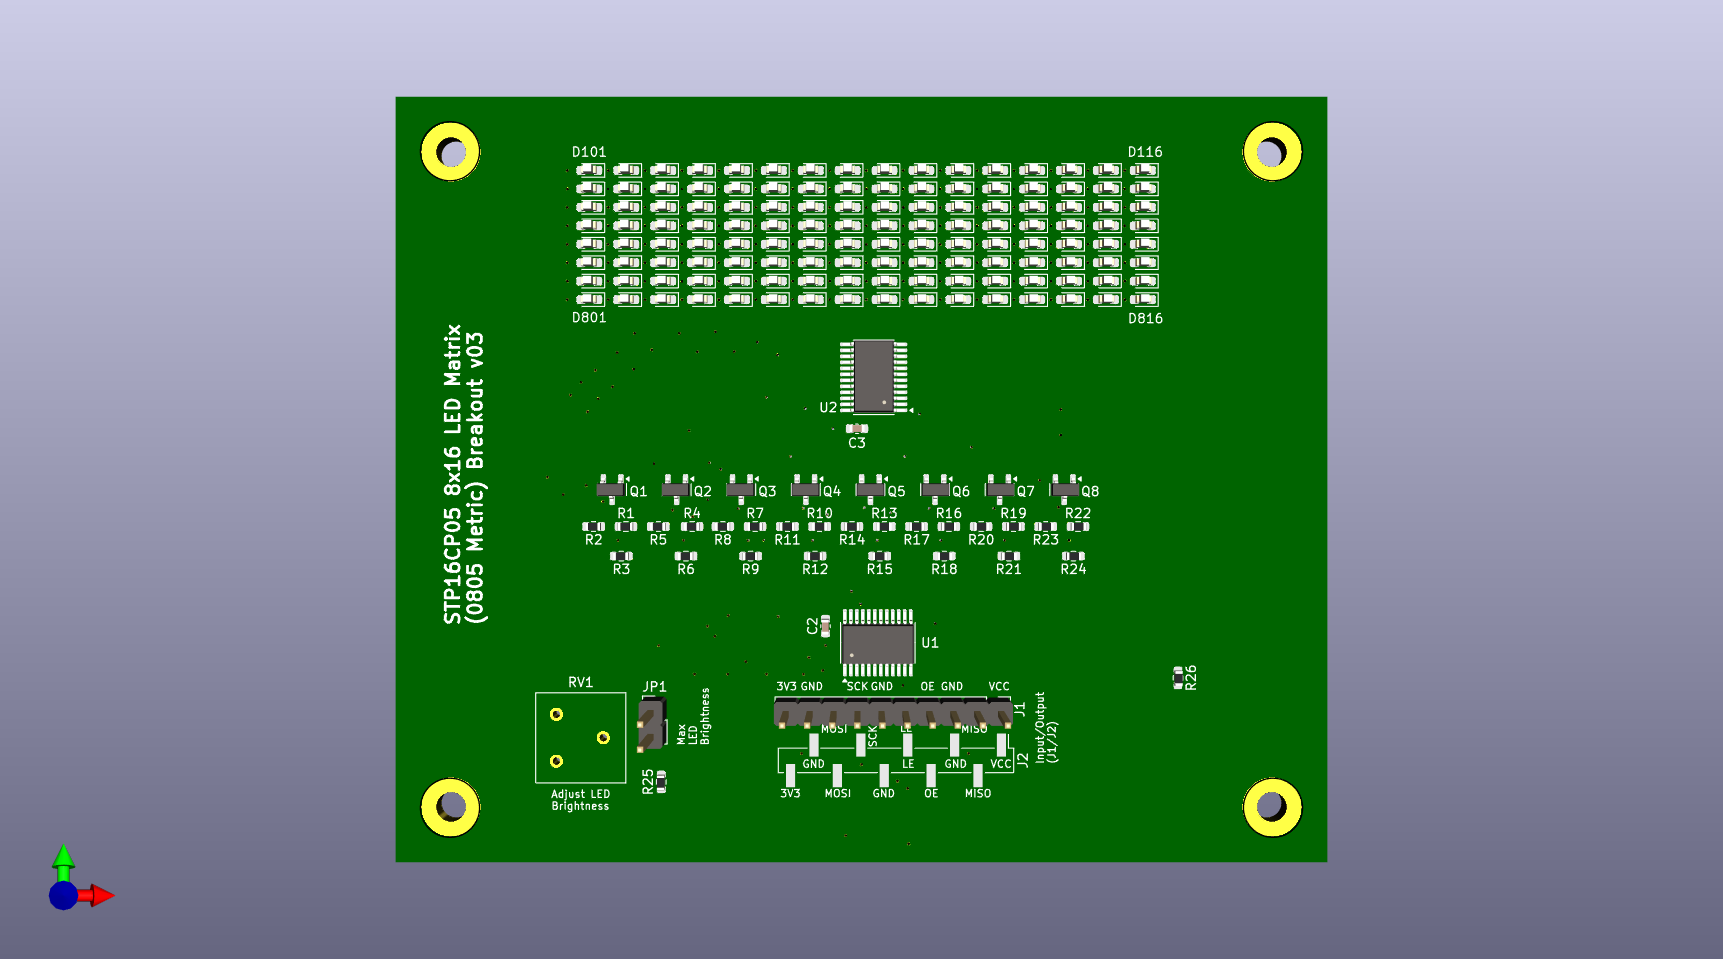 D101
D116
D801
D816
STP16CP05 8x16 LED Matrix
(0805 Metric) Breakout v03
U2
C3
Q1
Q2
Q3
Q4
Q5
Q6
Q7
Q8
R1
R4
R7
R10
R13
R16
R19
R22
R2
R5
R8
R11
R14
R17
R20
R23
R3
R6
R9
R12
R15
R18
R21
R24
C2
U1
R26
RV1
JP1
Max
LED
Brightness
R25
Adjust LED
Brightness
3V3 GND SCK GND OE GND VCC
J1
MOSI SCK LE MISO
Input/Output
(J1/J2)
J2
GND LE GND VCC
3V3 MOSI GND OE MISO